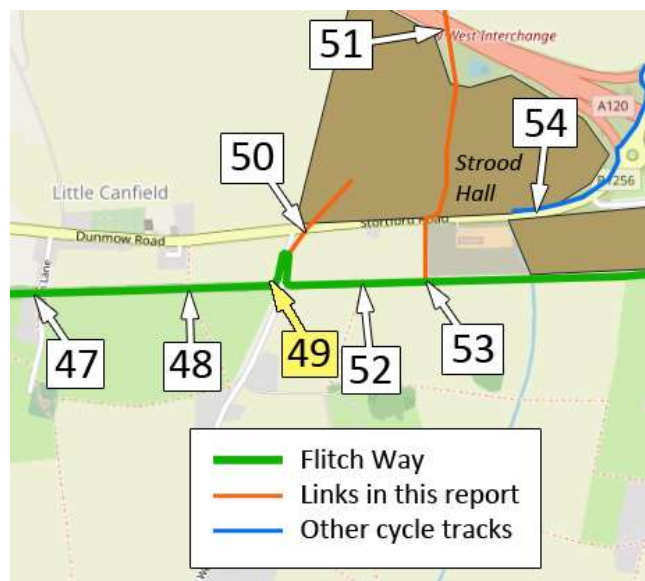 51
West Interchange
A120
54
50
Strood
Hall
B1256
Little Canfield
Stortford Road
Dunmow Road
Lane
47
48
49
52
53
Flitch Way
Links in this report
Other cycle tracks